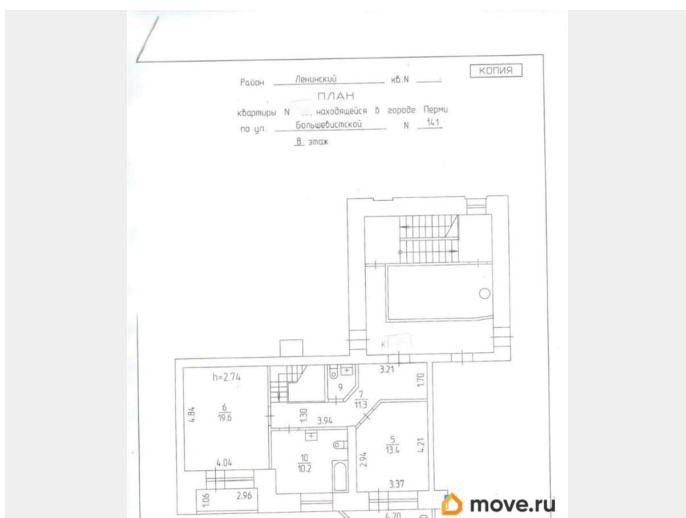 КОПИЯ
Район Ленинский кв.N
ПЛАН
квартиры N , находящейся в городе Перми
по ул. Большевистской N 141
8 этаж
к
h=2.74
3.21
1.70
9
7
11.3
4.84
6
19.6
1.30
3.94
5
13.4
4.21
2.94
10
10.2
4.04
3.37
1.06
2.96
4.20
move.ru